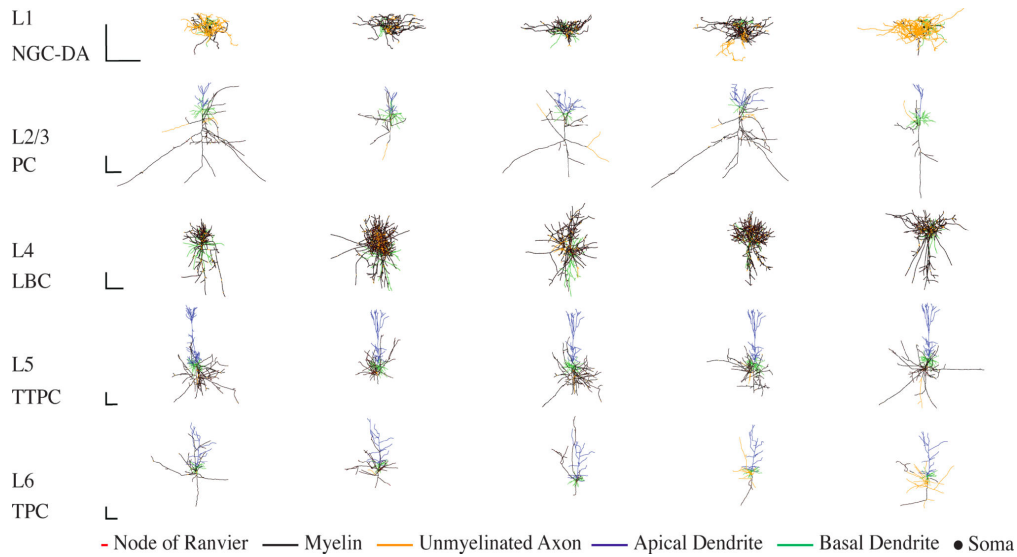 L1
NGC-DA
L2/3
PC
L4
LBC
L5
TTPC
L6
TPC
Node of Ranvier Myelin Unmyelinated Axon Apical Dendrite Basal Dendrite Soma